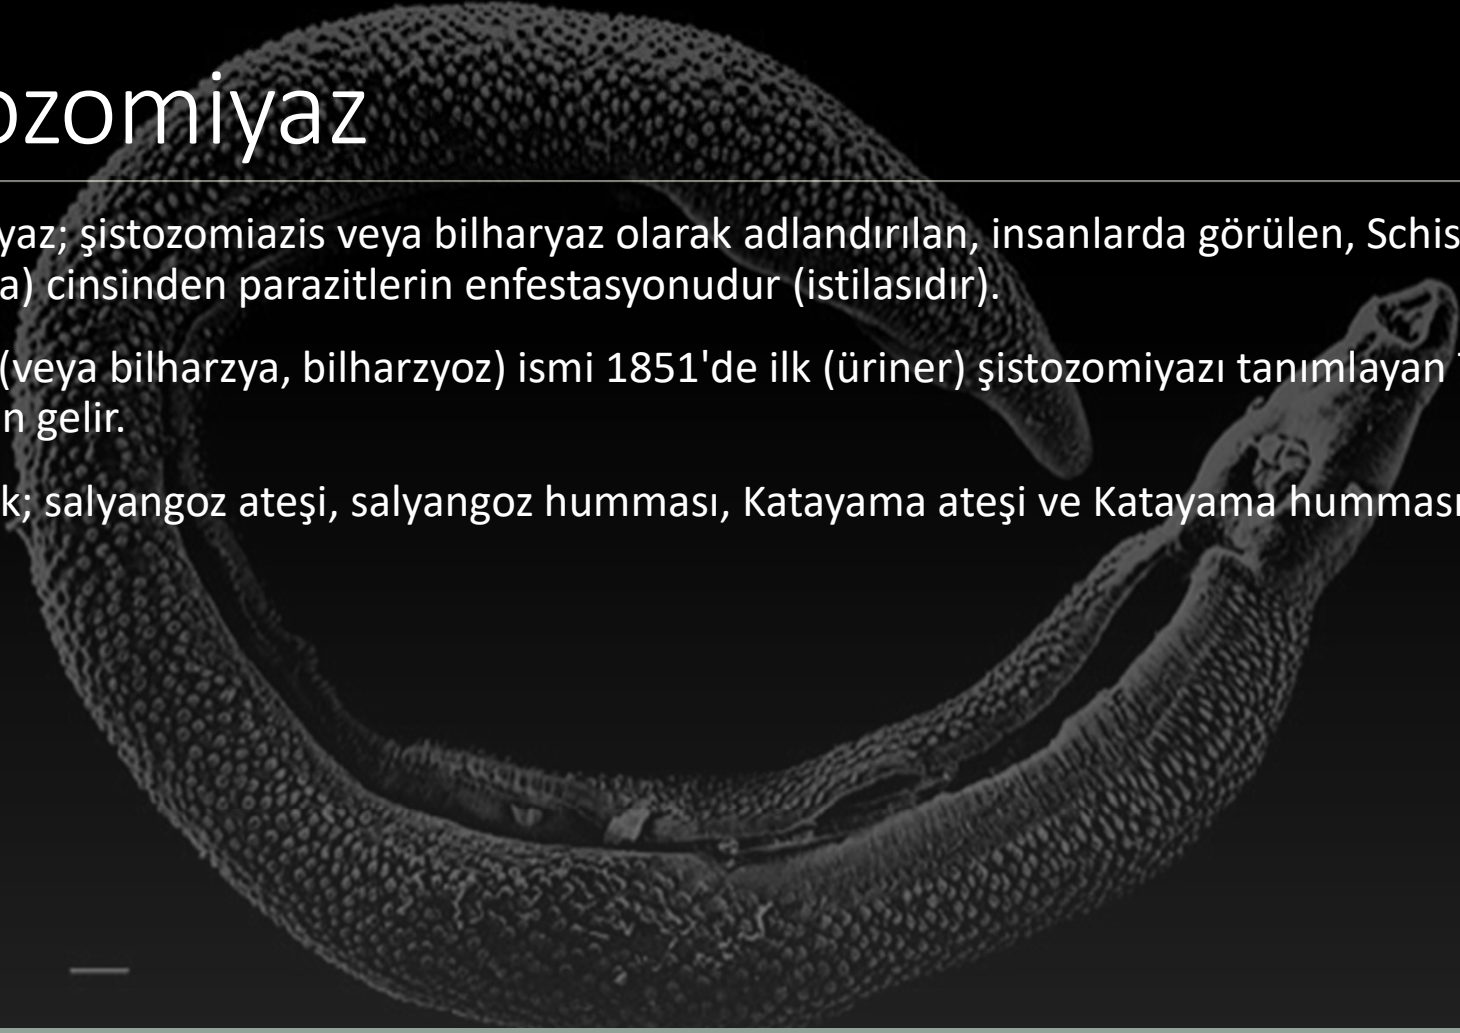 ozomiyaz
yaz; şistozomiazis veya bilharyaz olarak adlandırılan, insanlarda görülen, Schis
a) cinsinden parazitlerin enfestasyonudur (istilasıdır).
(veya bilharzya, bilharzyoz) ismi 1851'de ilk (üriner) şistozomiyazı tanımlayan
n gelir.
k; salyangoz ateşi, salyangoz humması, Katayama ateşi ve Katayama humması